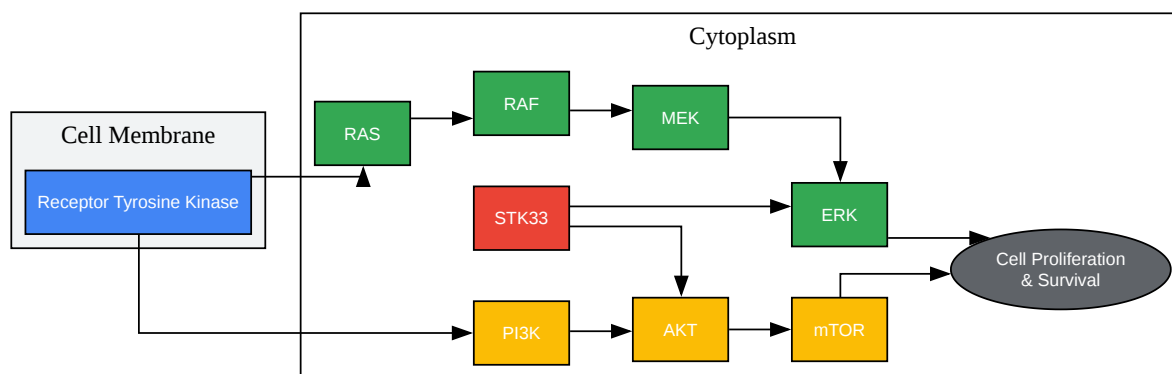 Cytoplasm
Cell Membrane
Receptor Tyrosine Kinase
RAS
RAF
MEK
STK33
ERK
PI3K
AKT
mTOR
Cell Proliferation
& Survival